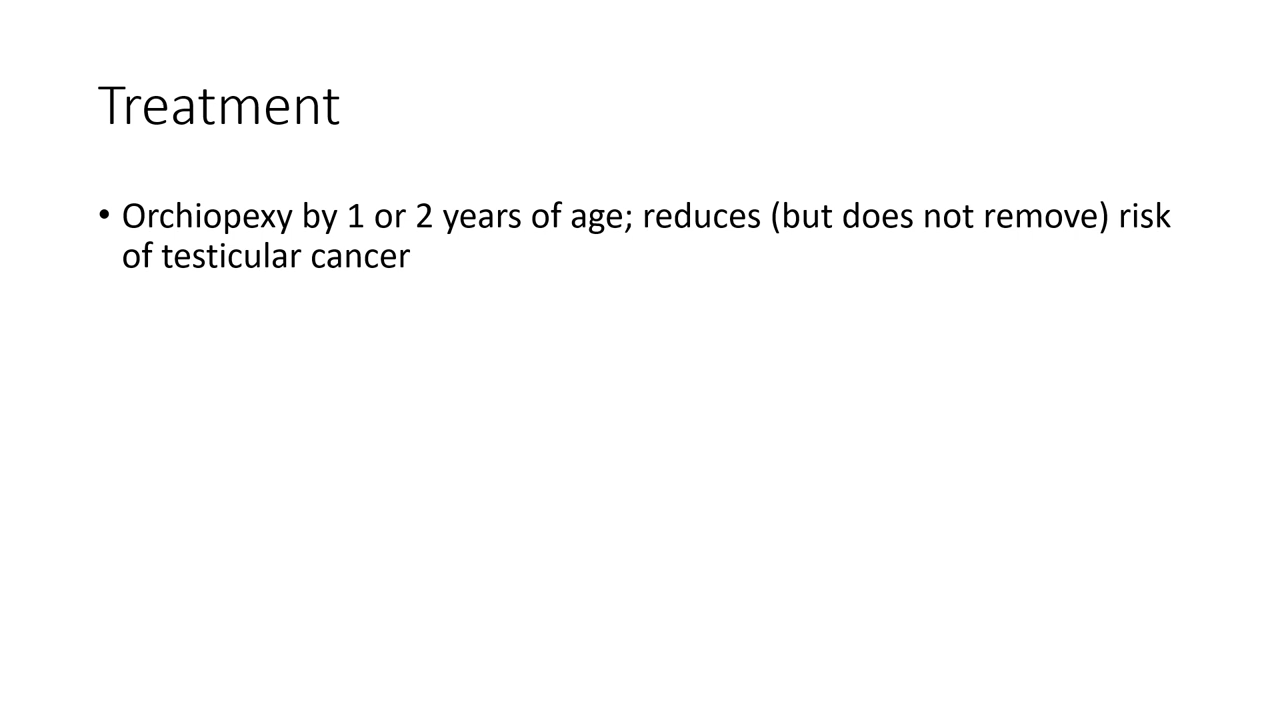 Treatment
• Orchiopexy by 1 or 2 years of age; reduces (but does not remove) risk
of testicular cancer